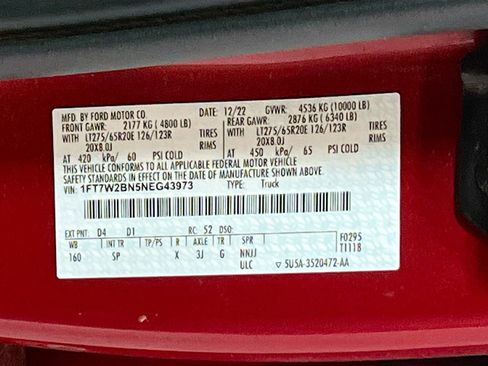 MFD. BY FORD MOTOR CO. 12/22 GVWR: 4536 KG (10000 LB)
FRONT GAWR: 2177 KG (4800 LB) REAR GAWR: 2876 KG (6340 LB)
WITH LT275/65R20E 126/123R TIRES WITH LT275/65R20E 126/123R TIRES
20X8.0J RIMS 20X8.0J RIMS
AT 420 kPa/ 60 PSI COLD AT 450 kPa/ 65 PSI COLD
THIS VEHICLE CONFORMS TO ALL APPLICABLE FEDERAL MOTOR VEHICLE
SAFETY STANDARDS IN EFFECT ON THE DATE OF MANUFACTURE SHOWN ABOVE.
VIN: 1FT7W2BN5NEG43973 TYPE: Truck
EXT PNT: D4 D1 RC: 52 DSO: F0295
WB INT TR TP/PS R AXLE TR SPR T111B
160 SP X 3J G NNJJ
ULC ▽ 5U5A-3520472-AA